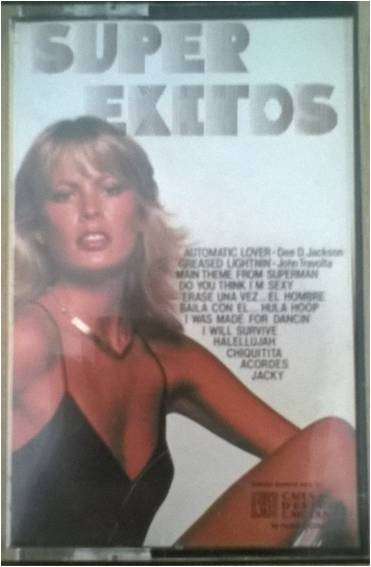 SUPER
EXITOS
AUTOMATIC LOVER - Dee D. Jackson
GREASED LIGHTNIN' - John Travolta
MAIN THEME FROM SUPERMAN
DO YOU THINK I'M SEXY
ERASE UNA VEZ... EL HOMBRE
BAILA CON EL... HULA HOOP
I WAS MADE FOR DANCIN'
I WILL SURVIVE
HALELLUJAH
CHIQUITITA
ACORDES
JACKY